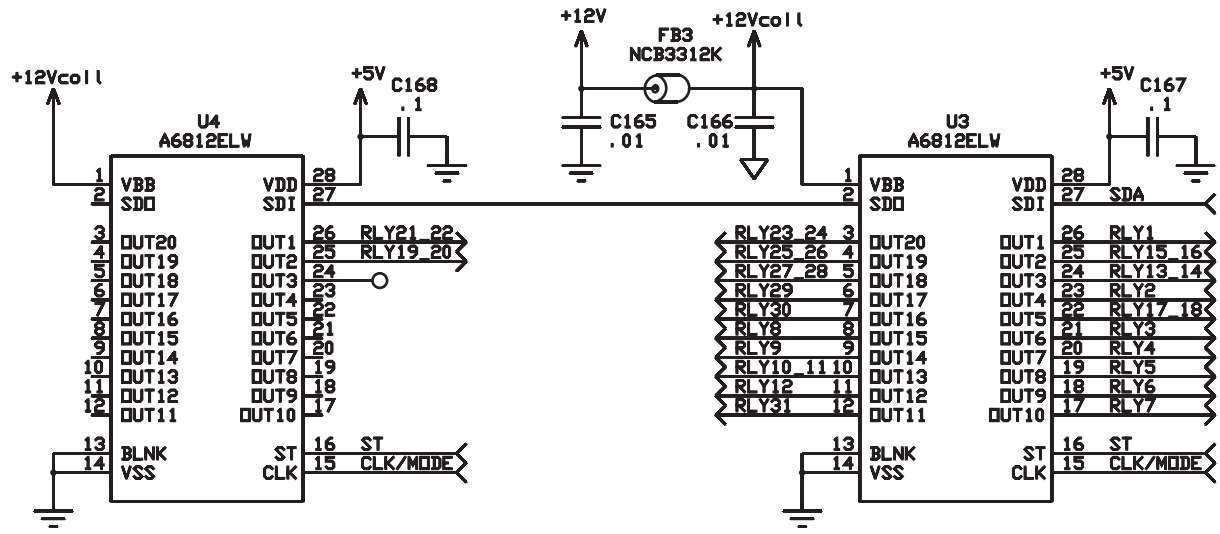 +12V
+12Vcoil
FB3
NCB3312K
C165
.01
C166
.01
+12Vcoil
+5V
C168
.1
U4
A6812ELW
1 VBB VDD 28
2 SDO SDI 27
3 OUT20 OUT1 26 RLY21_22
4 OUT19 OUT2 25 RLY19_20
5 OUT18 OUT3 24
6 OUT17 OUT4 23
7 OUT16 OUT5 22
8 OUT15 OUT6 21
9 OUT14 OUT7 20
10 OUT13 OUT8 19
11 OUT12 OUT9 18
12 OUT11 OUT10 17
13 BLNK ST 16 ST
14 VSS CLK 15 CLK/MODE
+5V
C167
.1
U3
A6812ELW
1 VBB VDD 28
2 SDO SDI 27 SDA
RLY23_24 3 OUT20 OUT1 26 RLY1
RLY25_26 4 OUT19 OUT2 25 RLY15_16
RLY27_28 5 OUT18 OUT3 24 RLY13_14
RLY29 6 OUT17 OUT4 23 RLY2
RLY30 7 OUT16 OUT5 22 RLY17_18
RLY8 8 OUT15 OUT6 21 RLY3
RLY9 9 OUT14 OUT7 20 RLY4
RLY10_11 10 OUT13 OUT8 19 RLY5
RLY12 11 OUT12 OUT9 18 RLY6
RLY31 12 OUT11 OUT10 17 RLY7
13 BLNK ST 16 ST
14 VSS CLK 15 CLK/MODE